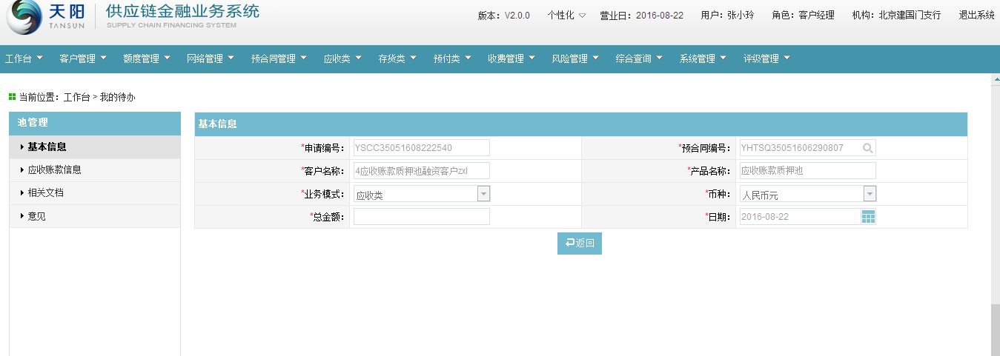 天阳 供应链金融业务系统
TANSUN SUPPLY CHAIN FINANCING SYSTEM
版本：V2.0.0 个性化 营业日：2016-08-22 用户：张小玲 角色：客户经理 机构：北京建国门支行 退出系统
工作台 客户管理 额度管理 网络管理 预合同管理 应收类 存货类 预付类 收费管理 风险管理 综合查询 系统管理 评级管理
当前位置：工作台 > 我的待办
池管理
基本信息
应收账款信息
相关文档
意见
基本信息
*申请编号： YSCC35051608222540 *预合同编号： YHTSQ35051606290807
*客户名称： 4应收账款质押池融资客户zxl *产品名称： 应收账款质押池
*业务模式： 应收类 *币种： 人民币元
*总金额： *日期： 2016-08-22
返回